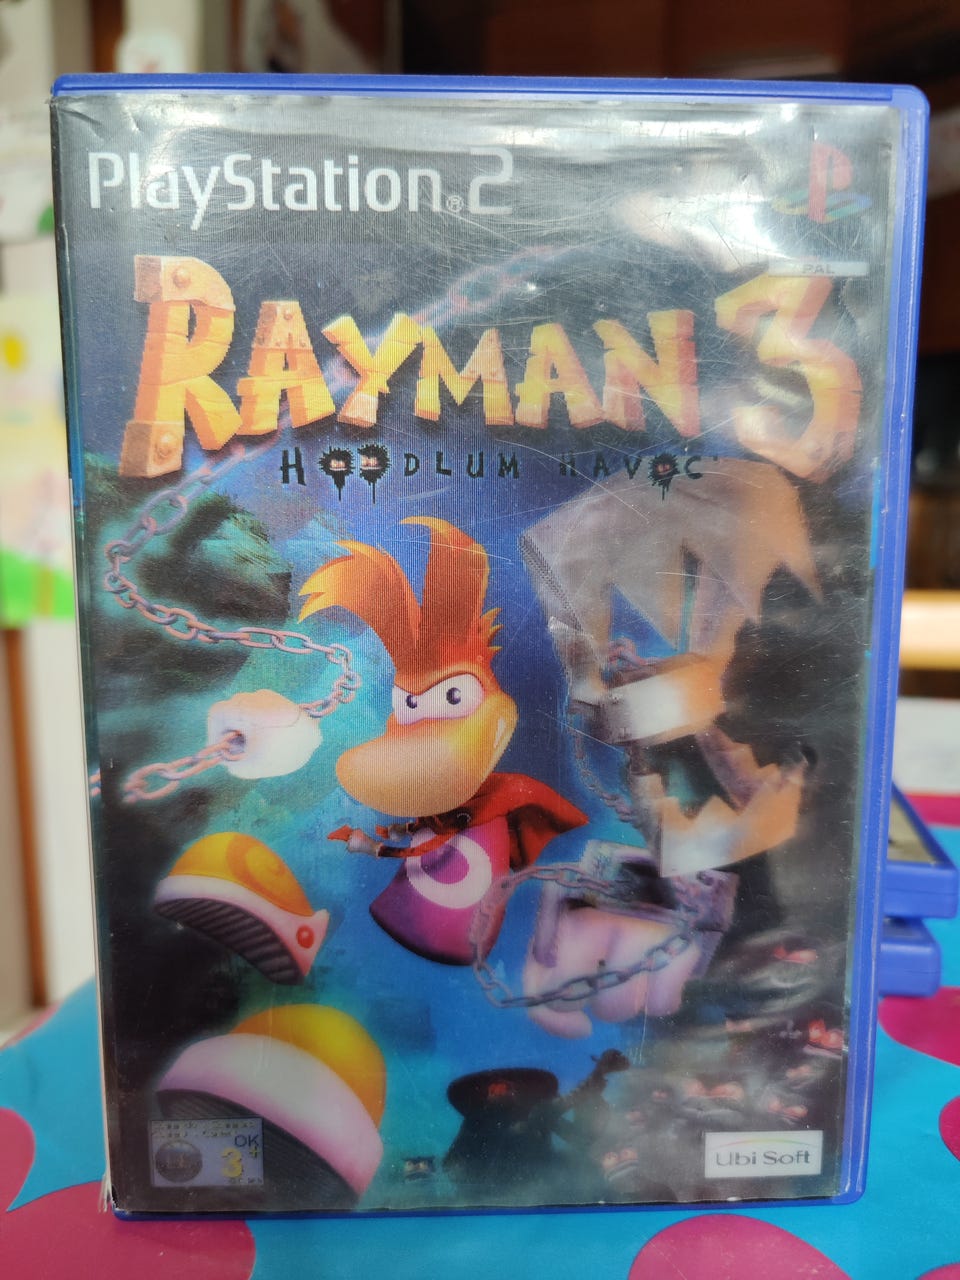 PlayStation®2
PAL
RAYMAN 3
HOODLUM HAVOC
OK
3+
Ubi Soft